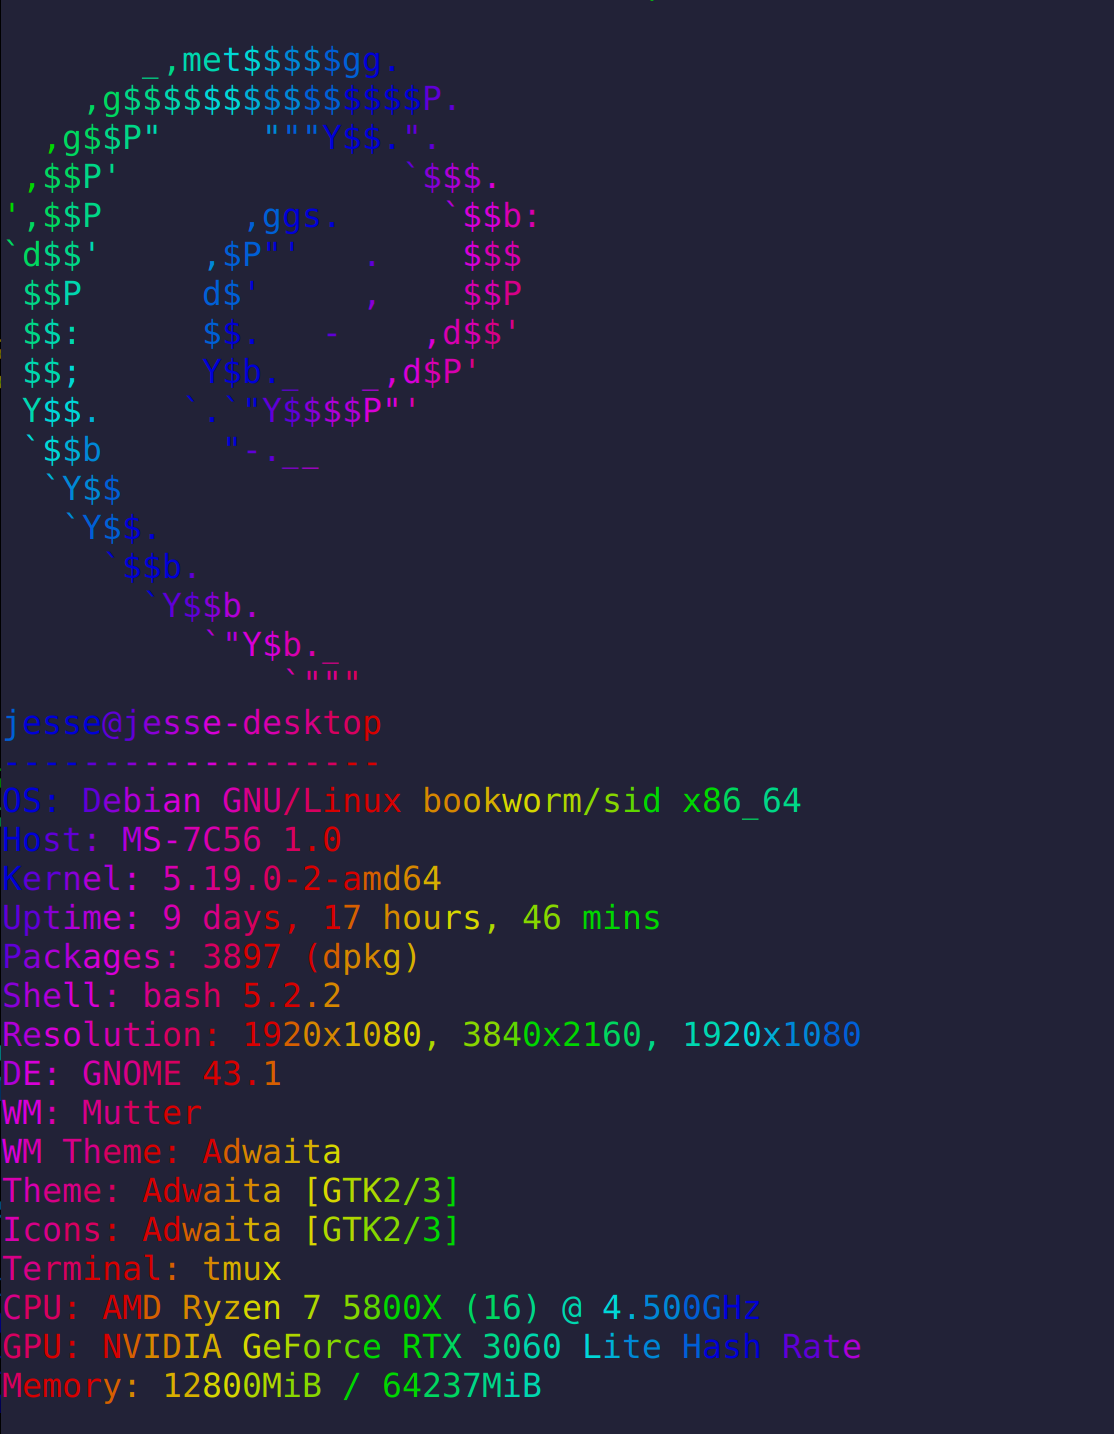 _,met$$$$$gg.
    ,g$$$$$$$$$$$$$$$P.
  ,g$$P"     """Y$$.".
 ,$$P'              `$$$.
',$$P       ,ggs.     `$$b:
`d$$'     ,$P"'   .    $$$
 $$P      d$'     ,    $$P
 $$:      $$.   -    ,d$$'
 $$;      Y$b._   _,d$P'
 Y$$.    `.`"Y$$$$P"'
 `$$b      "-.__
  `Y$$
   `Y$$.
     `$$b.
       `Y$$b.
          `"Y$b._
              `"""
jesse@jesse-desktop
-------------------
OS: Debian GNU/Linux bookworm/sid x86_64
Host: MS-7C56 1.0
Kernel: 5.19.0-2-amd64
Uptime: 9 days, 17 hours, 46 mins
Packages: 3897 (dpkg)
Shell: bash 5.2.2
Resolution: 1920x1080, 3840x2160, 1920x1080
DE: GNOME 43.1
WM: Mutter
WM Theme: Adwaita
Theme: Adwaita [GTK2/3]
Icons: Adwaita [GTK2/3]
Terminal: tmux
CPU: AMD Ryzen 7 5800X (16) @ 4.500GHz
GPU: NVIDIA GeForce RTX 3060 Lite Hash Rate
Memory: 12800MiB / 64237MiB